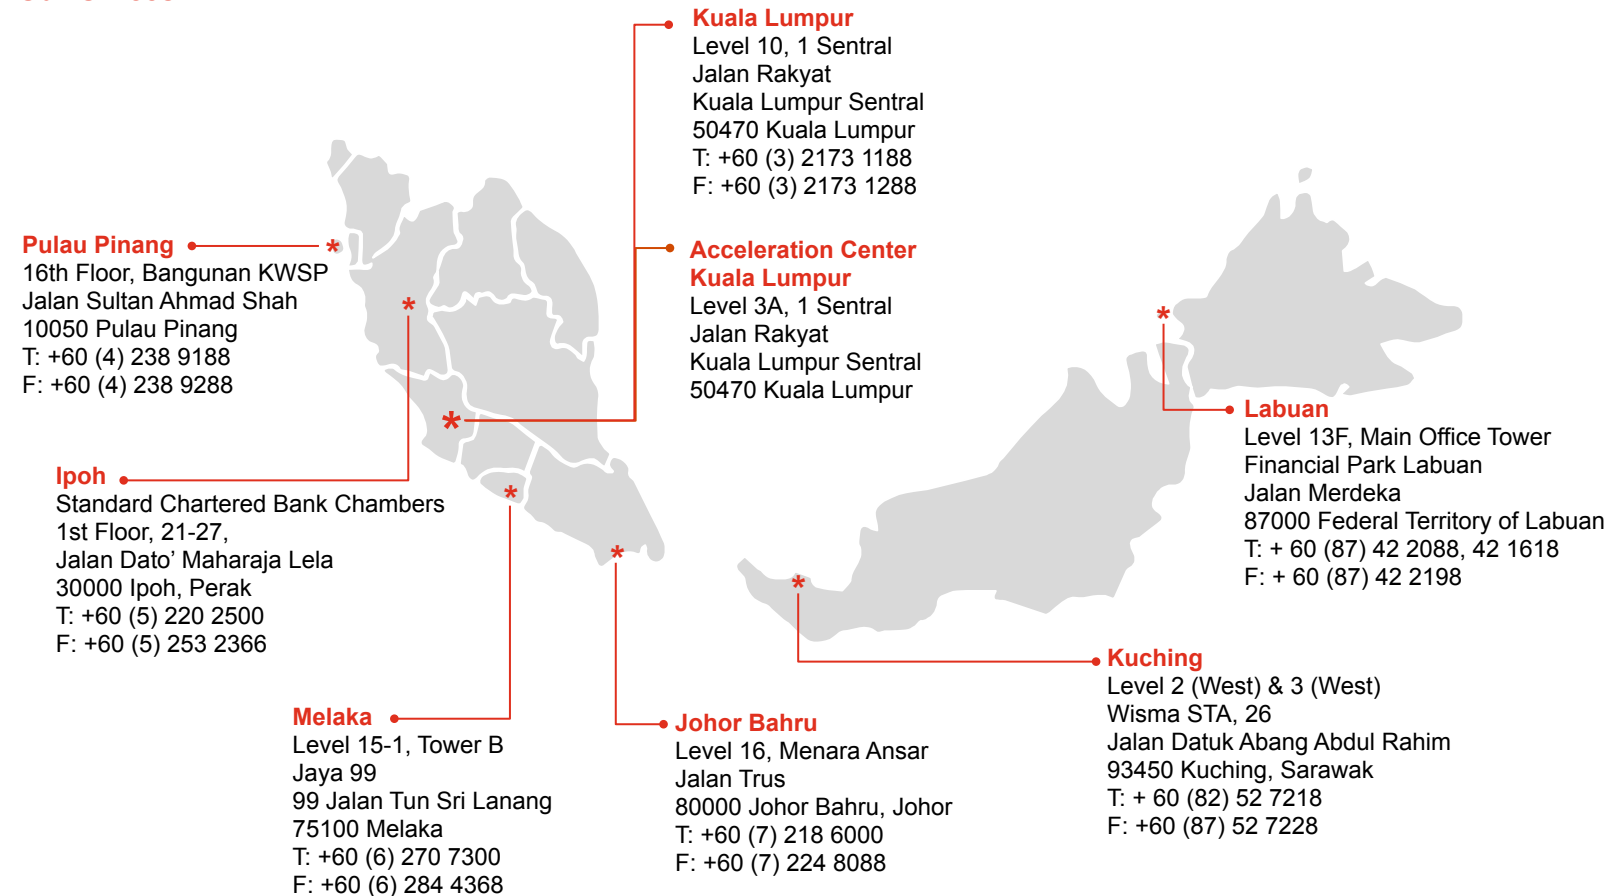 Kuala Lumpur
Level 10, 1 Sentral
Jalan Rakyat
Kuala Lumpur Sentral
50470 Kuala Lumpur
T: +60 (3) 2173 1188
F: +60 (3) 2173 1288
Pulau Pinang
16th Floor, Bangunan KWSP
Jalan Sultan Ahmad Shah
10050 Pulau Pinang
T: +60 (4) 238 9188
F: +60 (4) 238 9288
Acceleration Center
Kuala Lumpur
Level 3A, 1 Sentral
Jalan Rakyat
Kuala Lumpur Sentral
50470 Kuala Lumpur
Labuan
Level 13F, Main Office Tower
Financial Park Labuan
Jalan Merdeka
87000 Federal Territory of Labuan
T: + 60 (87) 42 2088, 42 1618
F: + 60 (87) 42 2198
Ipoh
Standard Chartered Bank Chambers
1st Floor, 21-27,
Jalan Dato’ Maharaja Lela
30000 Ipoh, Perak
T: +60 (5) 220 2500
F: +60 (5) 253 2366
Kuching
Level 2 (West) & 3 (West)
Wisma STA, 26
Jalan Datuk Abang Abdul Rahim
93450 Kuching, Sarawak
T: + 60 (82) 52 7218
F: +60 (87) 52 7228
Melaka
Level 15-1, Tower B
Jaya 99
99 Jalan Tun Sri Lanang
75100 Melaka
T: +60 (6) 270 7300
F: +60 (6) 284 4368
Johor Bahru
Level 16, Menara Ansar
Jalan Trus
80000 Johor Bahru, Johor
T: +60 (7) 218 6000
F: +60 (7) 224 8088